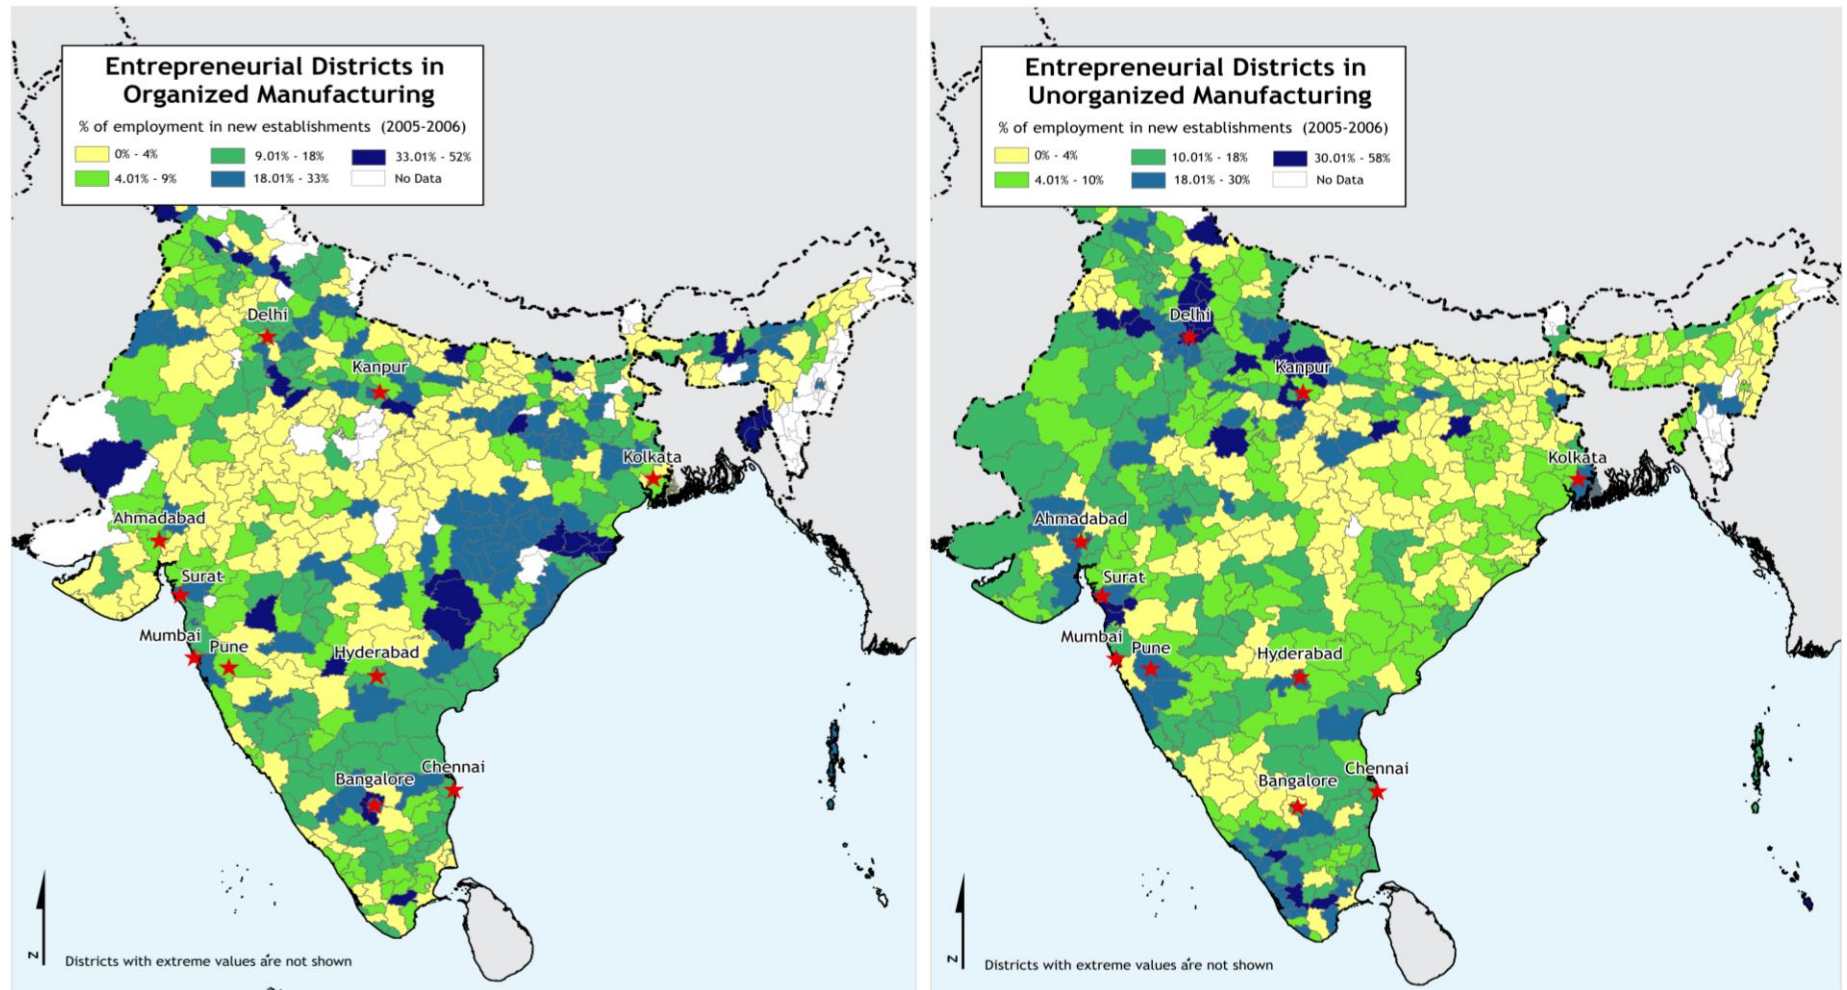 Entrepreneurial Districts in
Organized Manufacturing
% of employment in new establishments (2005-2006)
0% - 4%
9.01% - 18%
33.01% - 52%
4.01% - 9%
18.01% - 33%
No Data
Delhi
Kanpur
Kolkata
Ahmadabad
Surat
Mumbai
Pune
Hyderabad
Bangalore
Chennai
N
Districts with extreme values are not shown
Entrepreneurial Districts in
Unorganized Manufacturing
% of employment in new establishments (2005-2006)
0% - 4%
10.01% - 18%
30.01% - 58%
4.01% - 10%
18.01% - 30%
No Data
Delhi
Kanpur
Kolkata
Ahmadabad
Surat
Mumbai
Pune
Hyderabad
Bangalore
Chennai
N
Districts with extreme values are not shown